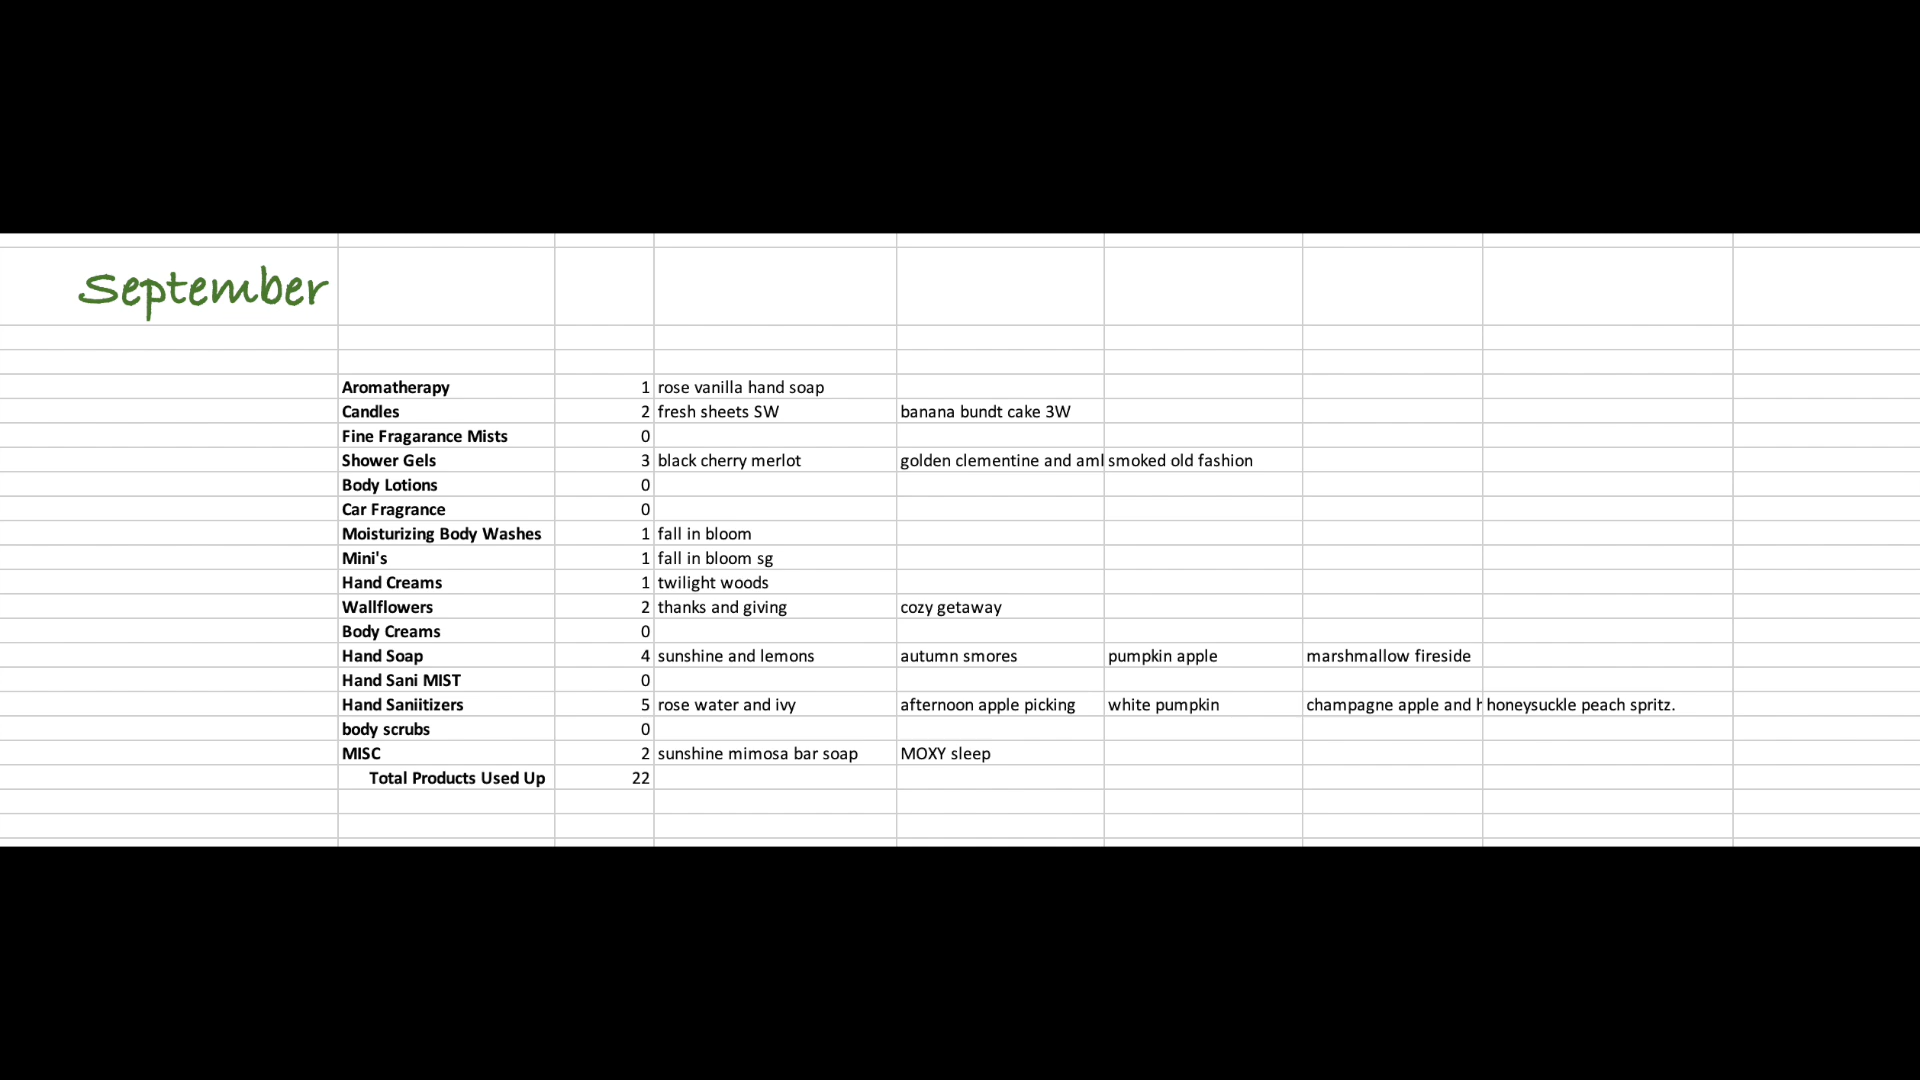 September
Aromatherapy 1 rose vanilla hand soap
Candles 2 fresh sheets SW banana bundt cake 3W
Fine Fragarance Mists 0
Shower Gels 3 black cherry merlot golden clementine and smoked old fashion
Body Lotions 0
Car Fragrance 0
Moisturizing Body Washes 1 fall in bloom
Mini's 1 fall in bloom sg
Hand Creams 1 twilight woods
Wallflowers 2 thanks and giving cozy getaway
Body Creams 0
Hand Soap 4 sunshine and lemons autumn smores pumpkin apple marshmallow fireside
Hand Sani MIST 0
Hand Saniitizers 5 rose water and ivy afternoon apple picking white pumpkin champagne apple and honeysuckle peach spritz.
body scrubs 0
MISC 2 sunshine mimosa bar soap MOXY sleep
Total Products Used Up 22